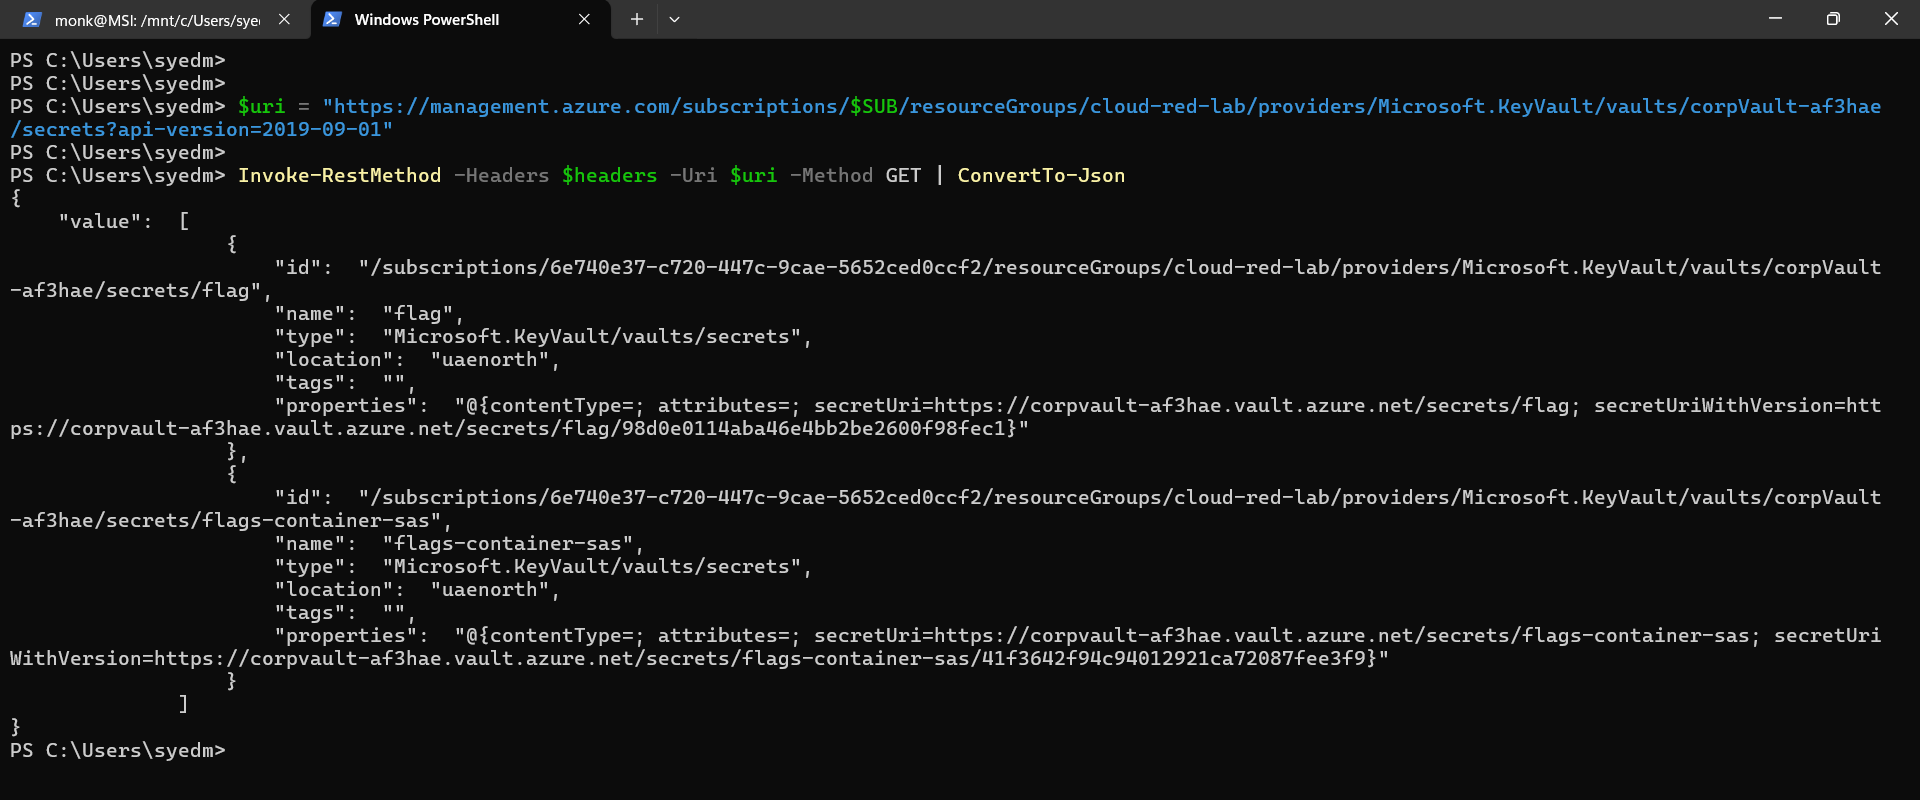 monk@MSI: /mnt/c/Users/sye
Windows PowerShell
PS C:\Users\syedm>
PS C:\Users\syedm>
PS C:\Users\syedm> $uri = "https://management.azure.com/subscriptions/$SUB/resourceGroups/cloud-red-lab/providers/Microsoft.KeyVault/vaults/corpVault-af3hae
/secrets?api-version=2019-09-01"
PS C:\Users\syedm>
PS C:\Users\syedm> Invoke-RestMethod -Headers $headers -Uri $uri -Method GET | ConvertTo-Json
{
    "value":  [
                  {
                      "id":  "/subscriptions/6e740e37-c720-447c-9cae-5652ced0ccf2/resourceGroups/cloud-red-lab/providers/Microsoft.KeyVault/vaults/corpVault
-af3hae/secrets/flag",
                      "name":  "flag",
                      "type":  "Microsoft.KeyVault/vaults/secrets",
                      "location":  "uaenorth",
                      "tags":  "",
                      "properties":  "@{contentType=; attributes=; secretUri=https://corpvault-af3hae.vault.azure.net/secrets/flag; secretUriWithVersion=htt
ps://corpvault-af3hae.vault.azure.net/secrets/flag/98d0e0114aba46e4bb2be2600f98fec1}"
                  },
                  {
                      "id":  "/subscriptions/6e740e37-c720-447c-9cae-5652ced0ccf2/resourceGroups/cloud-red-lab/providers/Microsoft.KeyVault/vaults/corpVault
-af3hae/secrets/flags-container-sas",
                      "name":  "flags-container-sas",
                      "type":  "Microsoft.KeyVault/vaults/secrets",
                      "location":  "uaenorth",
                      "tags":  "",
                      "properties":  "@{contentType=; attributes=; secretUri=https://corpvault-af3hae.vault.azure.net/secrets/flags-container-sas; secretUri
WithVersion=https://corpvault-af3hae.vault.azure.net/secrets/flags-container-sas/41f3642f94c94012921ca72087fee3f9}"
                  }
              ]
}
PS C:\Users\syedm>